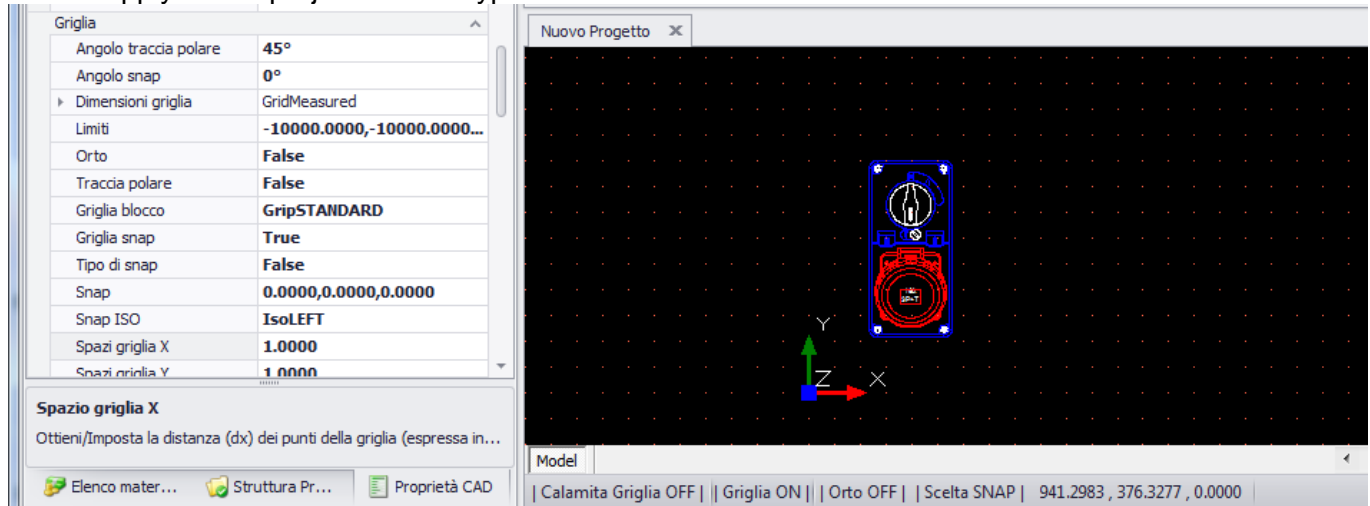 Griglia
Angolo traccia polare 45°
Angolo snap 0°
Dimensioni griglia GridMeasured
Limiti -10000.0000,-10000.0000...
Orto False
Traccia polare False
Griglia blocco GripSTANDARD
Griglia snap True
Tipo di snap False
Snap 0.0000,0.0000,0.0000
Snap ISO IsoLEFT
Spazi griglia X 1.0000
Spazi griglia Y 1.0000
Spazio griglia X
Ottieni/Imposta la distanza (dx) dei punti della griglia (espressa in...
Elenco mater... Struttura Pr... Proprietà CAD
Nuovo Progetto
Y
Z X
Model
| Calamita Griglia OFF | | Griglia ON | | Orto OFF | | Scelta SNAP | 941.2983 , 376.3277 , 0.0000